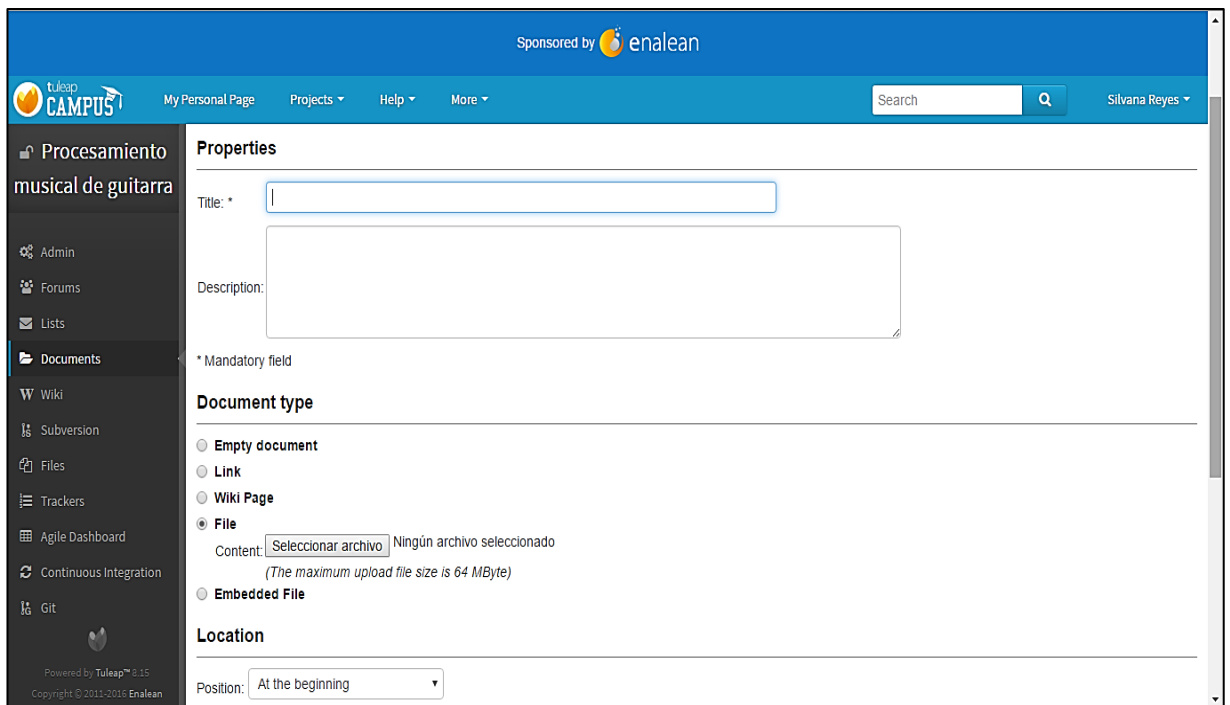 Sponsored by enalean
tuleap
CAMPUS
My Personal Page Projects Help More Search Silvana Reyes
Procesamiento
musical de guitarra
Admin
Forums
Lists
Documents
Wiki
Subversion
Files
Trackers
Agile Dashboard
Continuous Integration
Git
Powered by Tuleap™ 8.15
Copyright © 2011-2016 Enalean
Properties
Title: *
Description:
* Mandatory field
Document type
Empty document
Link
Wiki Page
File
Content: Seleccionar archivo Ningún archivo seleccionado
(The maximum upload file size is 64 MByte)
Embedded File
Location
Position: At the beginning